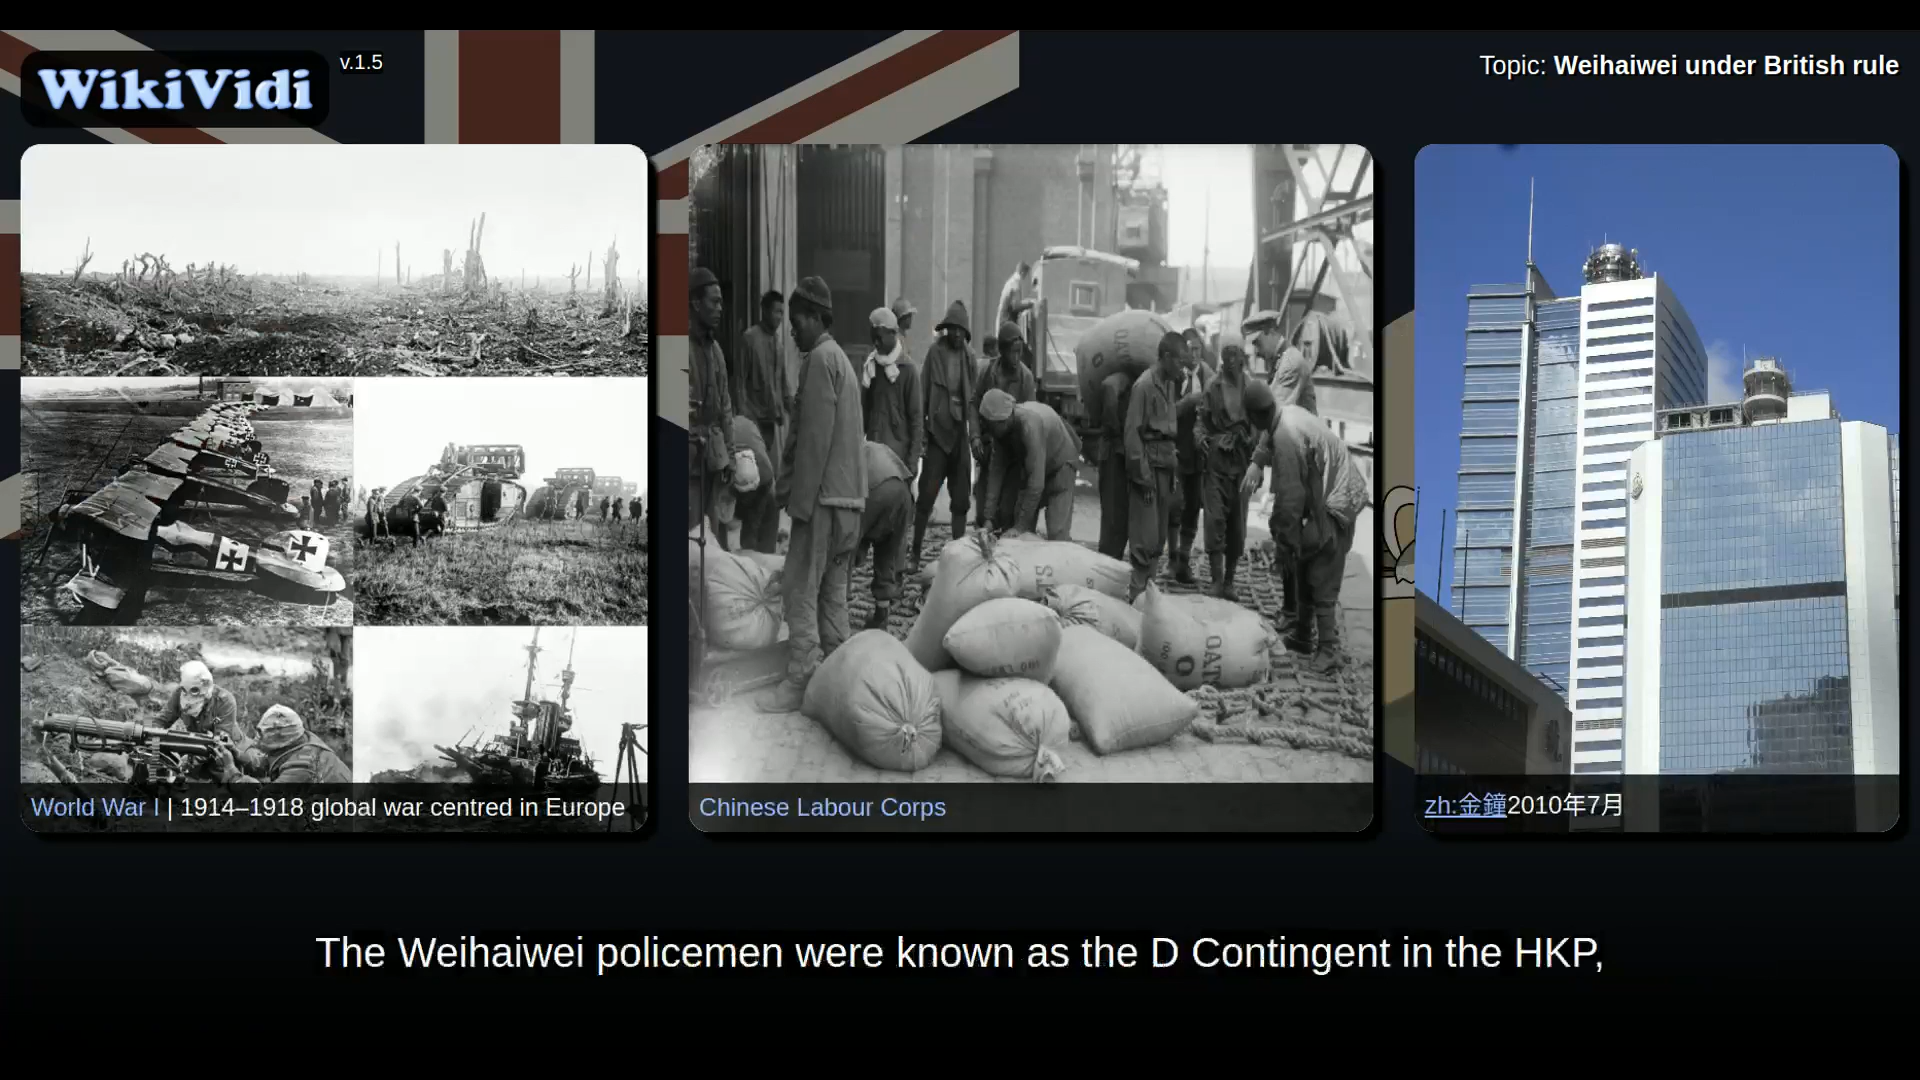 WikiVidi
v.1.5
Topic: Weihaiwei under British rule
World War I | 1914–1918 global war centred in Europe
OATS
Chinese Labour Corps
zh:金鐘2010年7月
The Weihaiwei policemen were known as the D Contingent in the HKP,